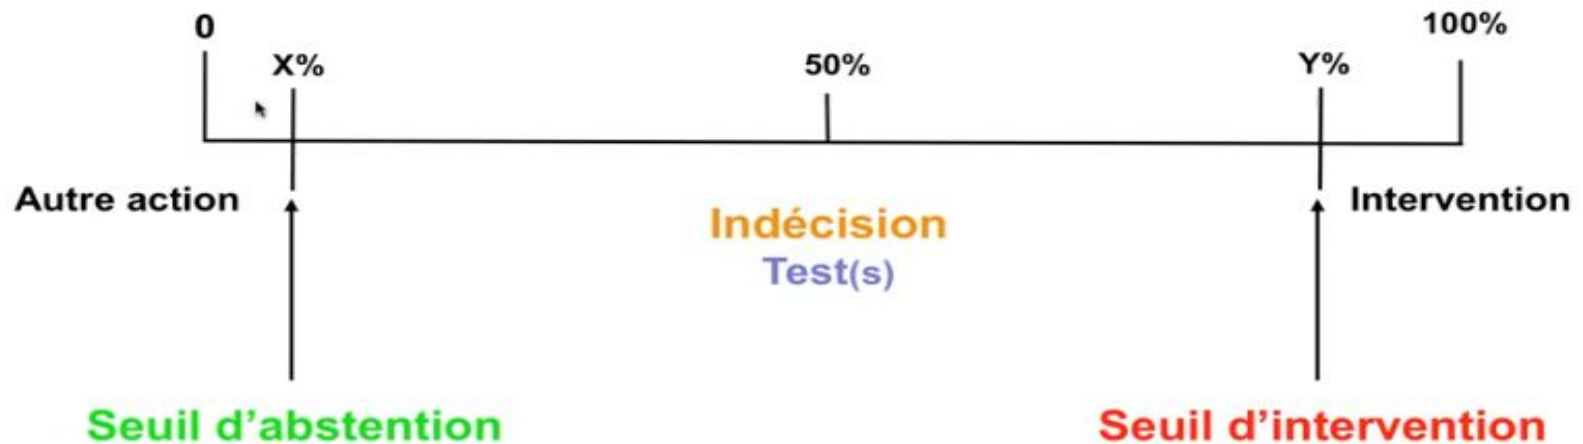 0
100%
X%
50%
Y%
Autre action
Intervention
Indécision
Test(s)
Seuil d'abstention
Seuil d'intervention